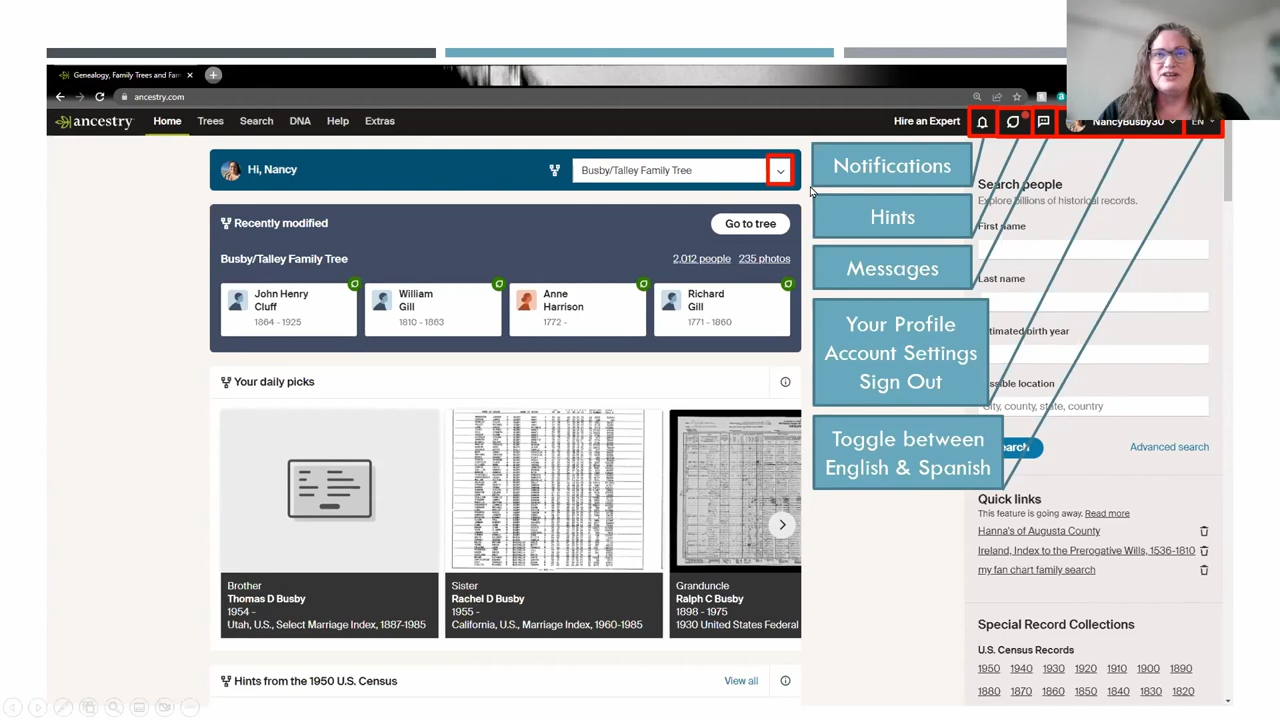 Genealogy, Family Trees and Fam
ancestry.com
ancestry
Home
Trees
Search
DNA
Help
Extras
Hire an Expert
NancyBusby30
EN
Hi, Nancy
Busby/Talley Family Tree
Recently modified
Go to tree
Busby/Talley Family Tree
2,012 people
235 photos
John Henry
Cluff
1864 - 1925
William
Gill
1810 - 1863
Anne
Harrison
1772 -
Richard
Gill
1771 - 1860
Your daily picks
Brother
Thomas D Busby
1954 -
Utah, U.S., Select Marriage Index, 1887-1985
Sister
Rachel D Busby
1955 -
California, U.S., Marriage Index, 1960-1985
Granduncle
Ralph C Busby
1898 - 1975
1930 United States Federal
Hints from the 1950 U.S. Census
View all
Notifications
Hints
Messages
Your Profile
Account Settings
Sign Out
Toggle between
English & Spanish
Search people
Explore billions of historical records.
First name
Last name
timated birth year
ssible location
City, county, state, country
earch
Advanced search
Quick links
This feature is going away. Read more
Hanna's of Augusta County
Ireland, Index to the Prerogative Wills, 1536-1810
my fan chart family search
Special Record Collections
U.S. Census Records
1950 1940 1930 1920 1910 1900 1890
1880 1870 1860 1850 1840 1830 1820